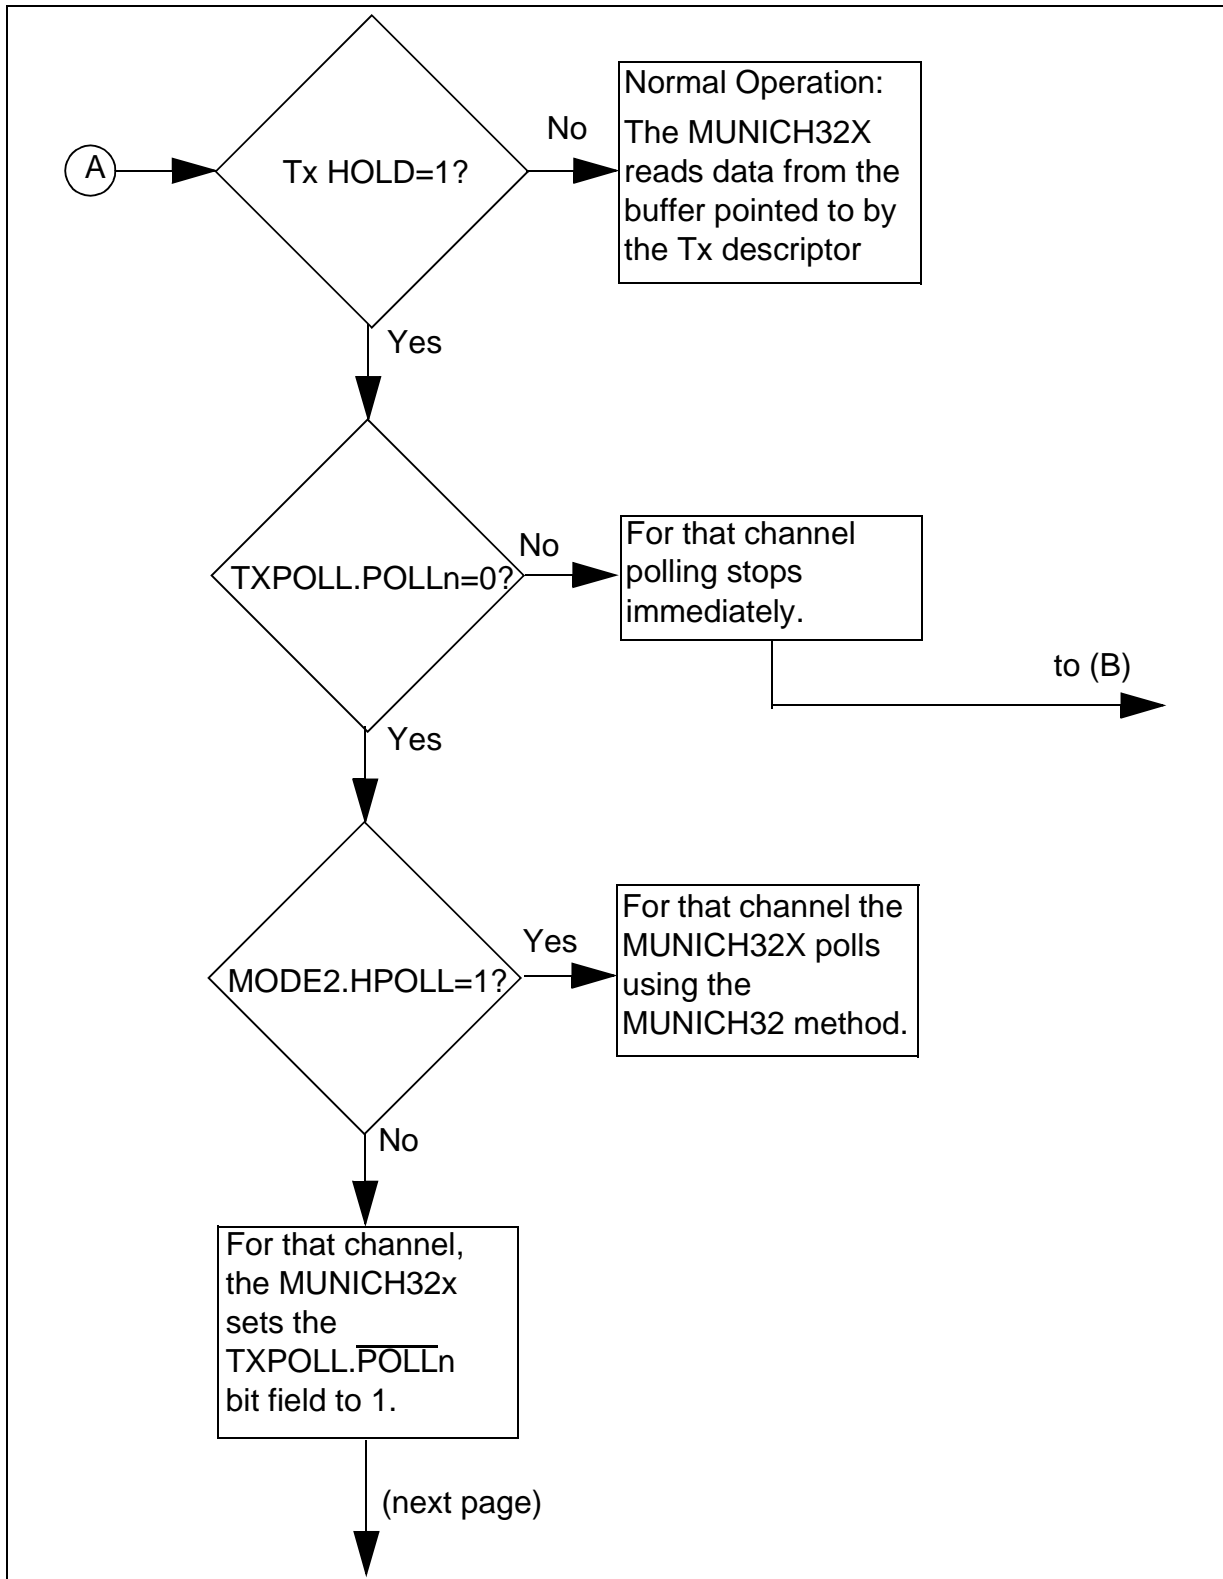 A
Tx HOLD=1?
No
Normal Operation:
The MUNICH32X
reads data from the
buffer pointed to by
the Tx descriptor
Yes
TXPOLL.POLLn=0?
No
For that channel
polling stops
immediately.
to (B)
Yes
MODE2.HPOLL=1?
Yes
For that channel the
MUNICH32X polls
using the
MUNICH32 method.
No
For that channel,
the MUNICH32x
sets the
TXPOLL.P̅O̅L̅L̅n
bit field to 1.
(next page)